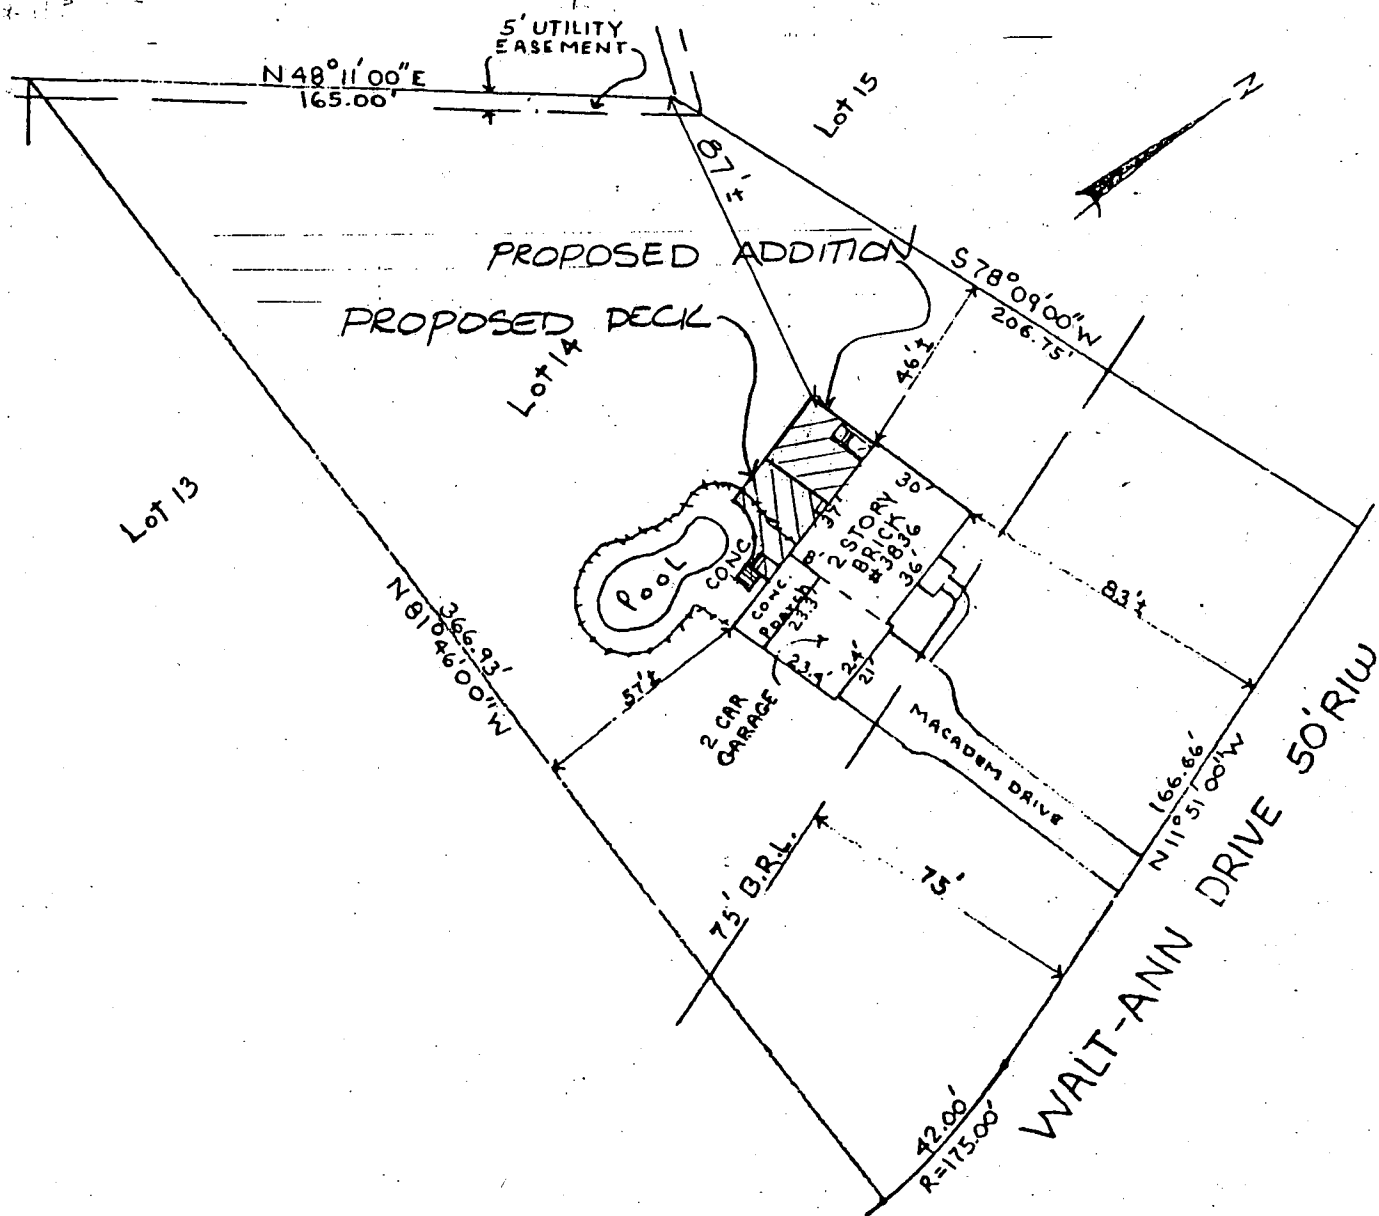 5' UTILITY
EASEMENT
N 48°11'00" E
165.00'
Lot 15
N
87'±
PROPOSED ADDITION
S 78°09'00" W
206.75'
PROPOSED DECK
46'±
Lot 14
Lot 13
30'
37'
2 STORY
BRICK
#3836
36'
8'
CONC.
POOL
CONC.
PORCH
23.3'
83'±
N 81°46'00" W
366.93'
57'±
23.9'
24'
21'
2 CAR
GARAGE
MACADUM DRIVE
166.66'
N 11°51'00" W
75' B.R.L.
75'
WALT-ANN DRIVE 50' R/W
42.00'
R=175.00'